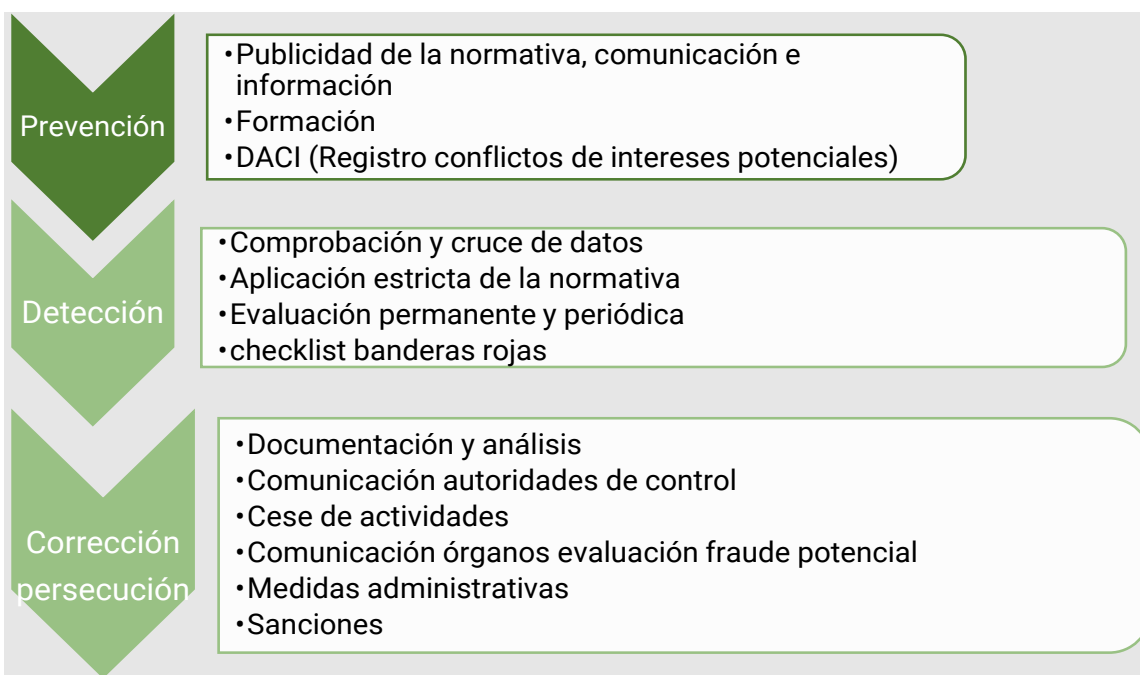 Prevención
•Publicidad de la normativa, comunicación e
información
•Formación
•DACI (Registro conflictos de intereses potenciales)
Detección
•Comprobación y cruce de datos
•Aplicación estricta de la normativa
•Evaluación permanente y periódica
•checklist banderas rojas
Corrección
persecución
•Documentación y análisis
•Comunicación autoridades de control
•Cese de actividades
•Comunicación órganos evaluación fraude potencial
•Medidas administrativas
•Sanciones